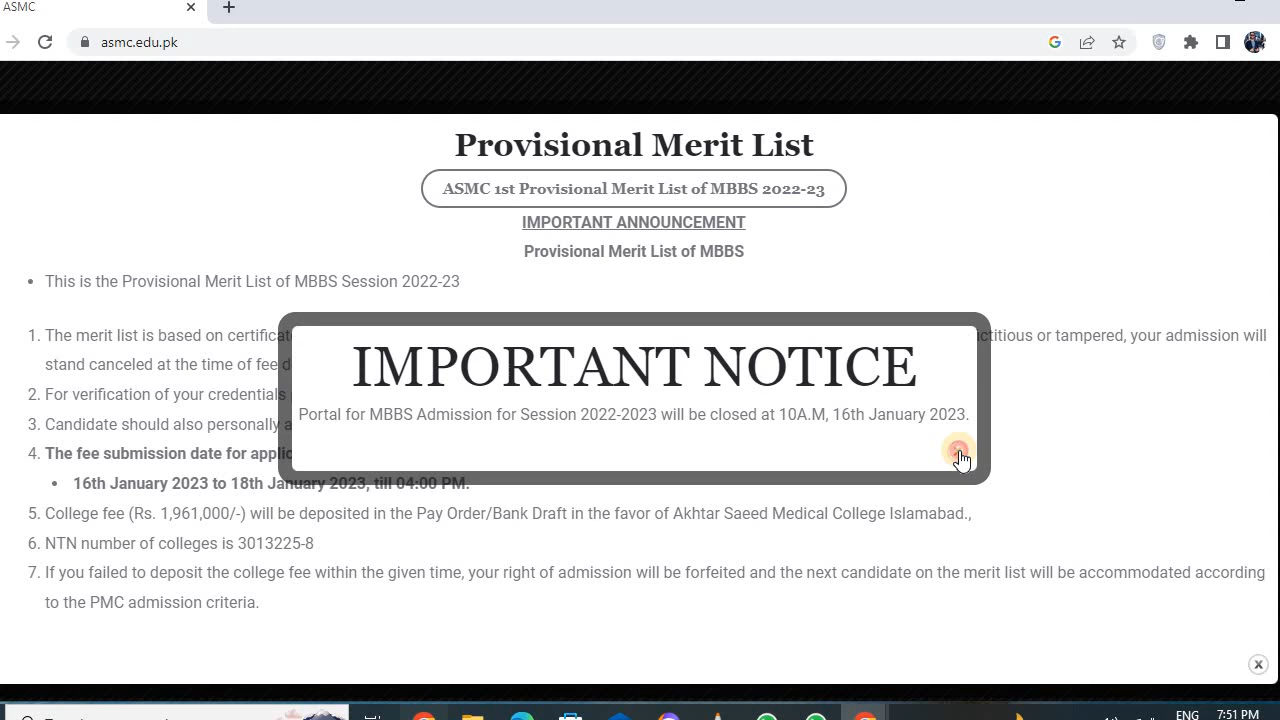 ASMC
asmc.edu.pk
Provisional Merit List
ASMC 1st Provisional Merit List of MBBS 2022-23
IMPORTANT ANNOUNCEMENT
Provisional Merit List of MBBS
• This is the Provisional Merit List of MBBS Session 2022-23
1. The merit list is based on certificat ctitious or tampered, your admission will
stand canceled at the time of fee d
2. For verification of your credentials
3. Candidate should also personally a
4. The fee submission date for appli
• 16th January 2023 to 18th January 2023, till 04:00 PM.
IMPORTANT NOTICE
Portal for MBBS Admission for Session 2022-2023 will be closed at 10A.M, 16th January 2023.
5. College fee (Rs. 1,961,000/-) will be deposited in the Pay Order/Bank Draft in the favor of Akhtar Saeed Medical College Islamabad.,
6. NTN number of colleges is 3013225-8
7. If you failed to deposit the college fee within the given time, your right of admission will be forfeited and the next candidate on the merit list will be accommodated according
to the PMC admission criteria.
X
ENG
7:51 PM